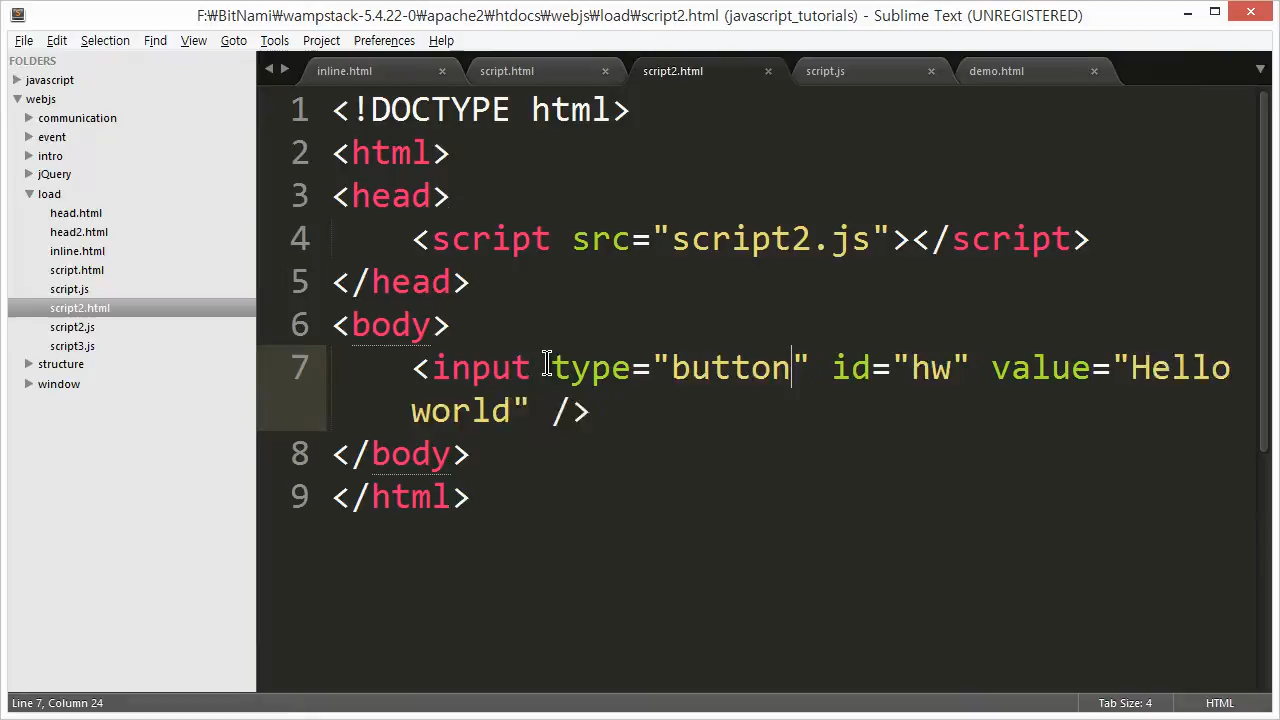 F:₩BitNami₩wampstack-5.4.22-0₩apache2₩htdocs₩webjs₩load₩script2.html (javascript_tutorials) - Sublime Text (UNREGISTERED)
File Edit Selection Find View Goto Tools Project Preferences Help
FOLDERS
javascript
webjs
communication
event
intro
jQuery
load
head.html
head2.html
inline.html
script.html
script.js
script2.html
script2.js
script3.js
structure
window
inline.html script.html script2.html script.js demo.html
1 <!DOCTYPE html>
2 <html>
3 <head>
4 <script src="script2.js"></script>
5 </head>
6 <body>
7 <input type="button" id="hw" value="Hello
world" />
8 </body>
9 </html>
Line 7, Column 24 Tab Size: 4 HTML